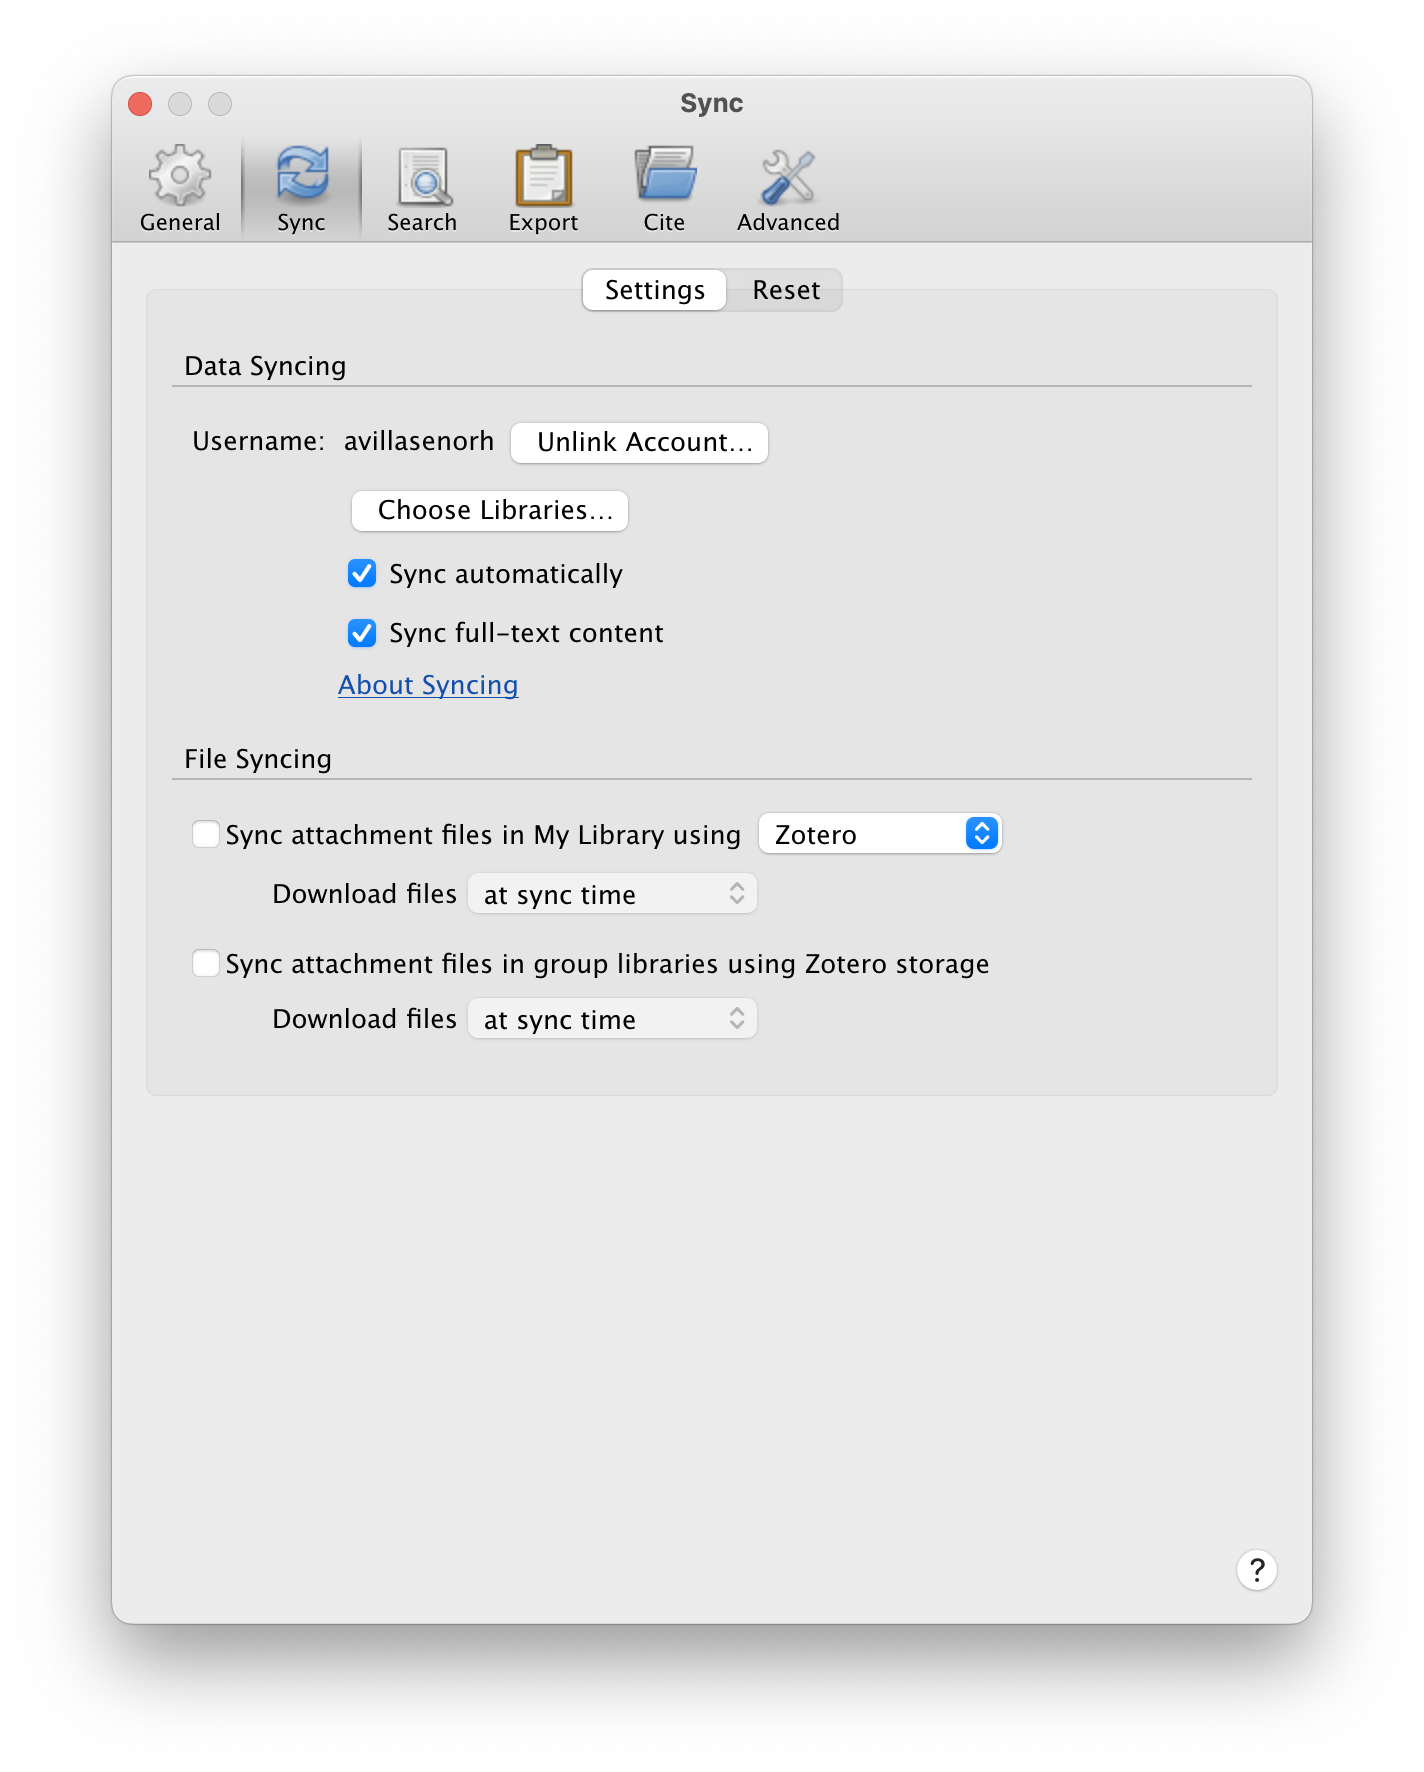 Sync
General Sync Search Export Cite Advanced
Settings Reset
Data Syncing
Username: avillasenorh Unlink Account...
Choose Libraries...
Sync automatically
Sync full-text content
About Syncing
File Syncing
Sync attachment files in My Library using Zotero
Download files at sync time
Sync attachment files in group libraries using Zotero storage
Download files at sync time
?